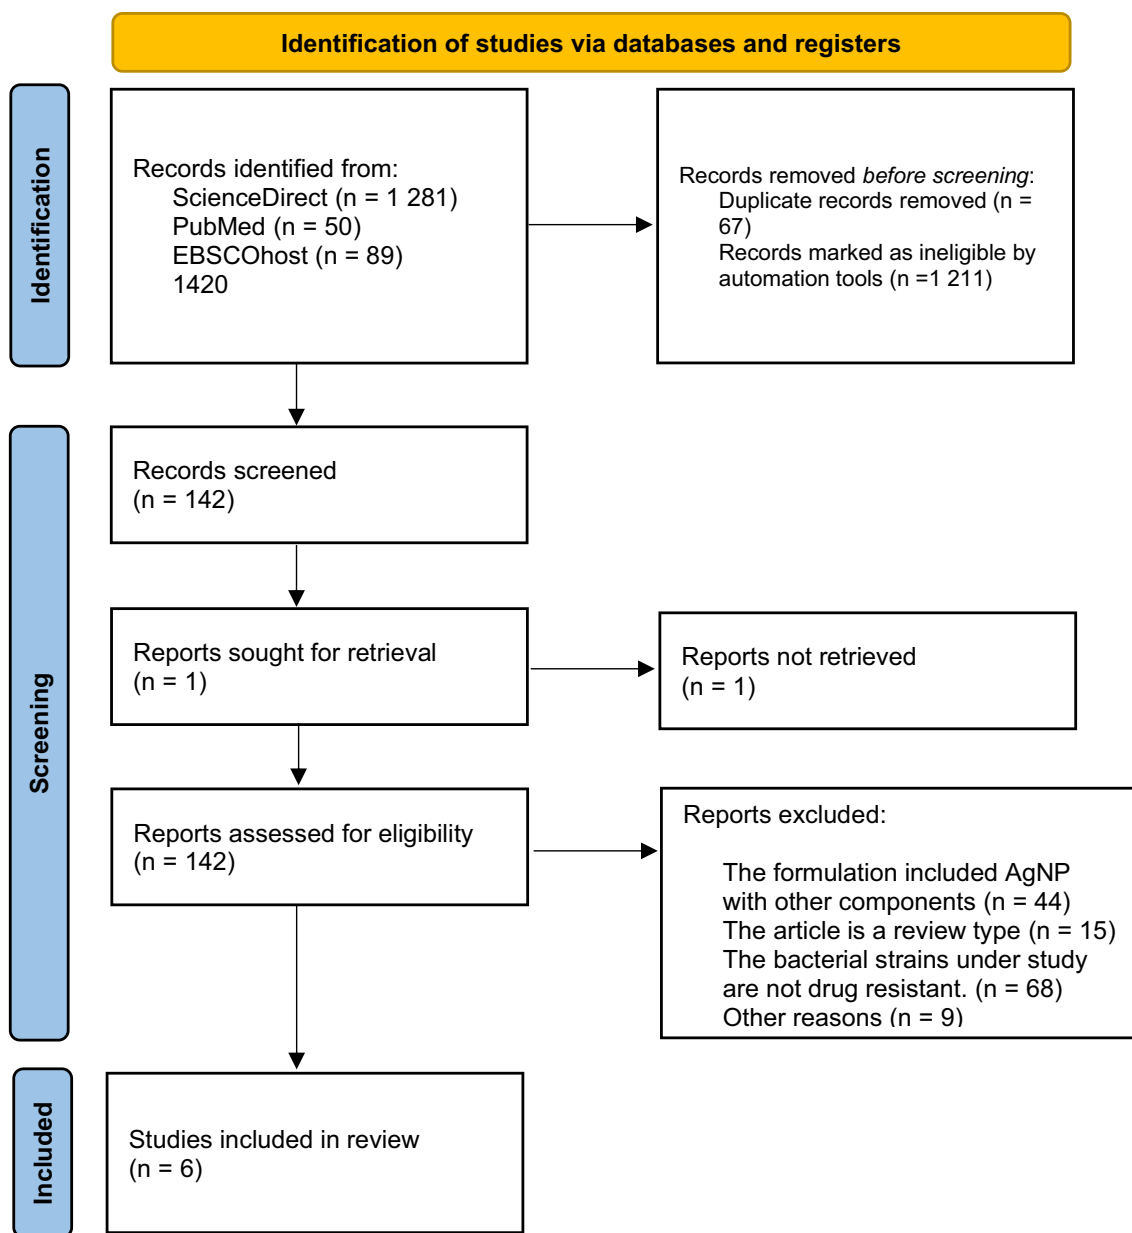 Identification of studies via databases and registers
Identification
Records identified from:
ScienceDirect (n = 1 281)
PubMed (n = 50)
EBSCOhost (n = 89)
1420
Records removed before screening:
Duplicate records removed (n =
67)
Records marked as ineligible by
automation tools (n =1 211)
Screening
Records screened
(n = 142)
Reports sought for retrieval
(n = 1)
Reports not retrieved
(n = 1)
Reports assessed for eligibility
(n = 142)
Reports excluded:
The formulation included AgNP
with other components (n = 44)
The article is a review type (n = 15)
The bacterial strains under study
are not drug resistant. (n = 68)
Other reasons (n = 9)
Included
Studies included in review
(n = 6)